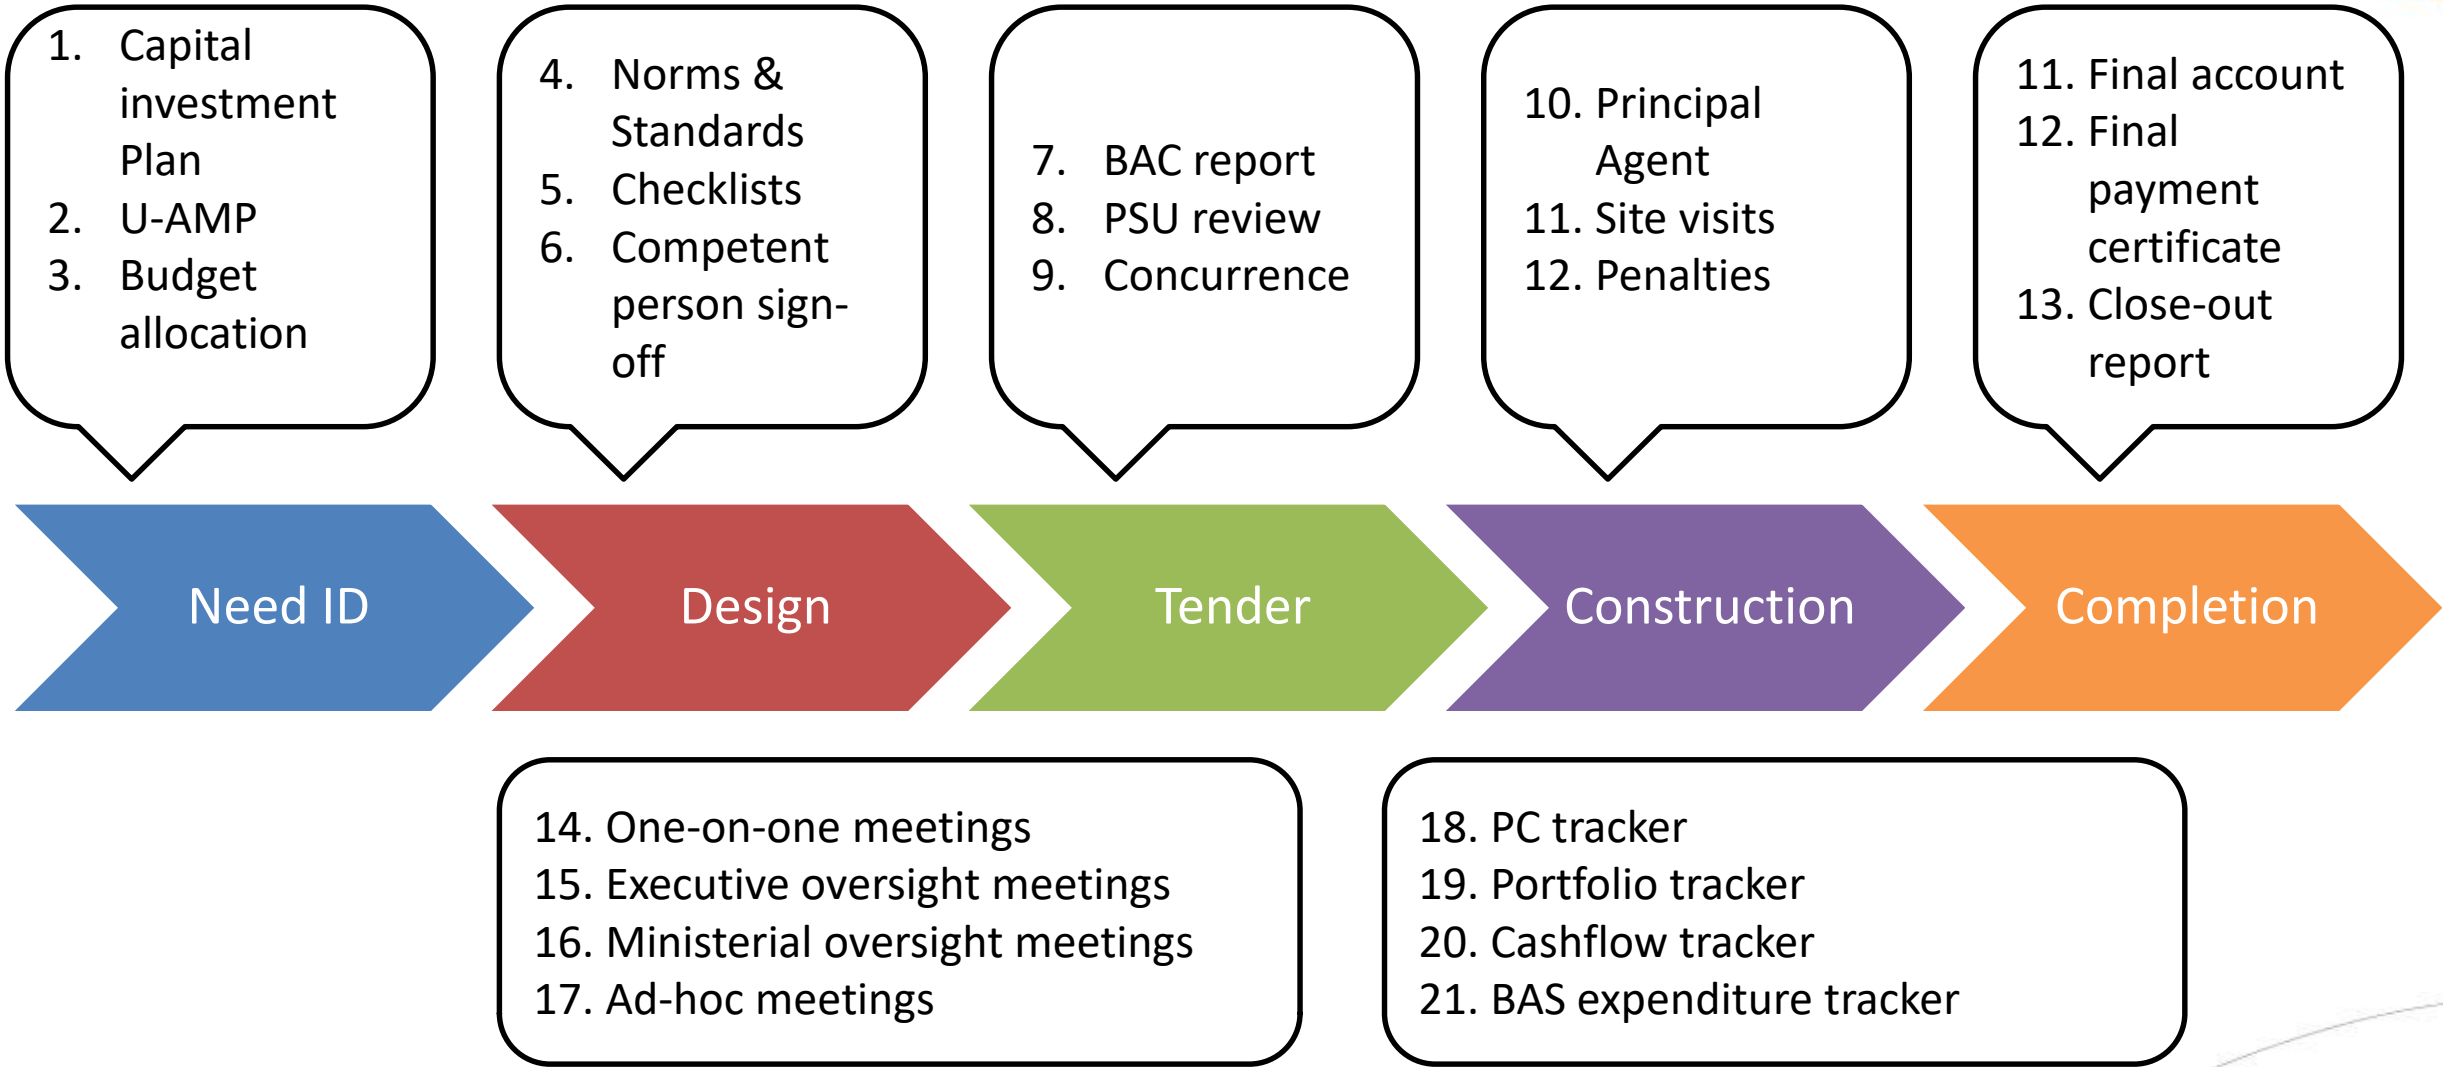 1. Capital
investment
Plan
2. U-AMP
3. Budget
allocation
4. Norms &
Standards
5. Checklists
6. Competent
person sign-
off
7. BAC report
8. PSU review
9. Concurrence
10. Principal
Agent
11. Site visits
12. Penalties
11. Final account
12. Final
payment
certificate
13. Close-out
report
Need ID
Design
Tender
Construction
Completion
14. One-on-one meetings
15. Executive oversight meetings
16. Ministerial oversight meetings
17. Ad-hoc meetings
18. PC tracker
19. Portfolio tracker
20. Cashflow tracker
21. BAS expenditure tracker